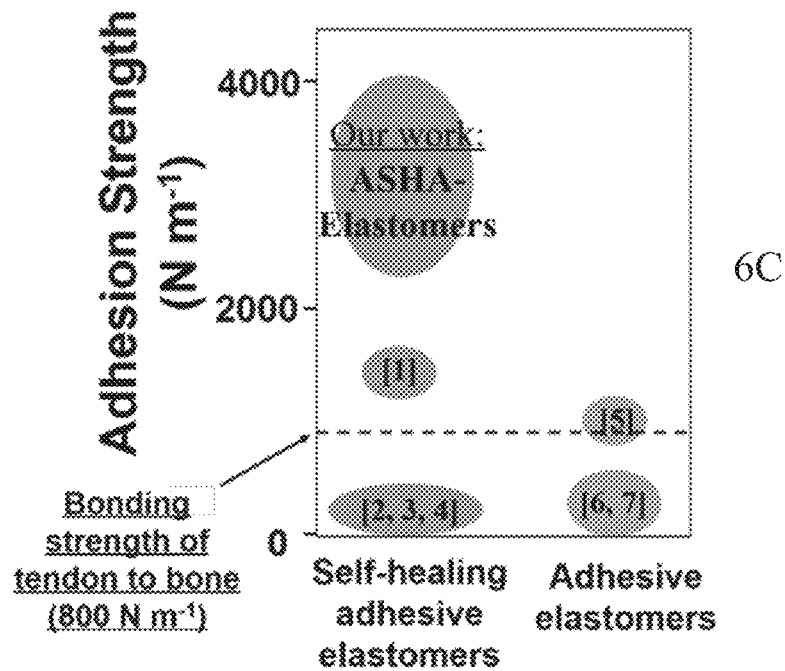 Adhesion Strength
(N m⁻¹)
4000
2000
0
Our work:
ASHA-
Elastomers
[1]
[5]
[2, 3, 4]
[6, 7]
Bonding
strength of
tendon to bone
(800 N m⁻¹)
Self-healing
adhesive
elastomers
Adhesive
elastomers
6C